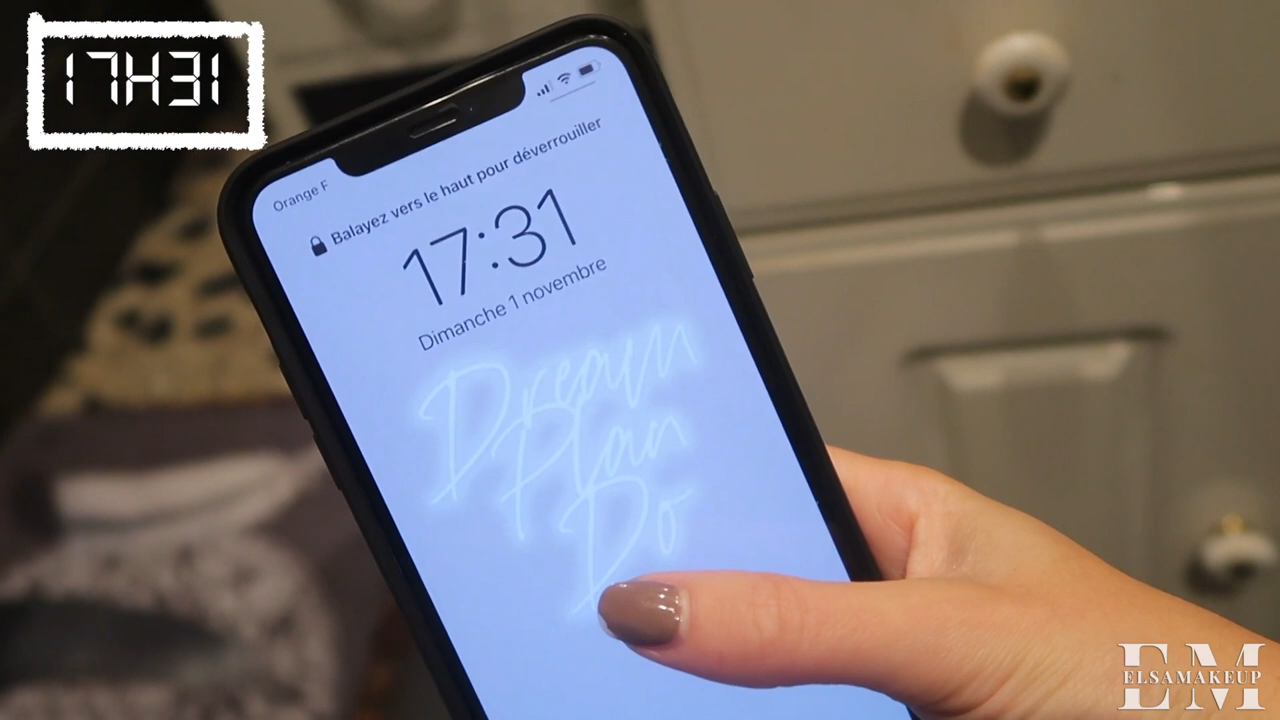 17H31
Orange F
Balayez vers le haut pour déverrouiller
17:31
Dimanche 1 novembre
Dream
Plan
Do
EM
ELSAMAKEUP